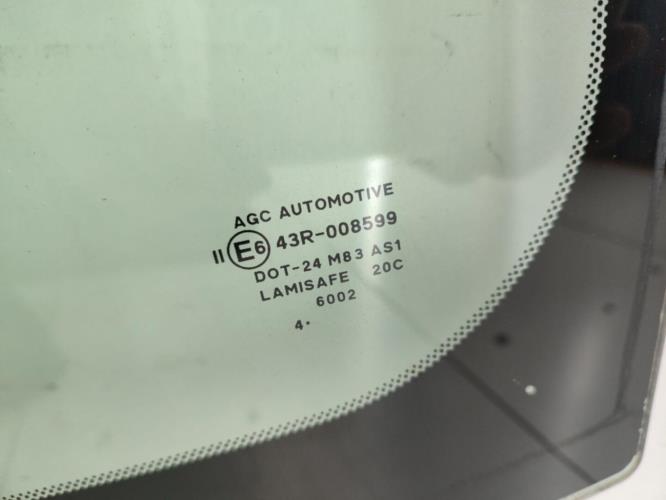 AGC AUTOMOTIVE
II E6 43R-008599
DOT-24 M83 AS1
LAMISAFE 20C
6002
4.